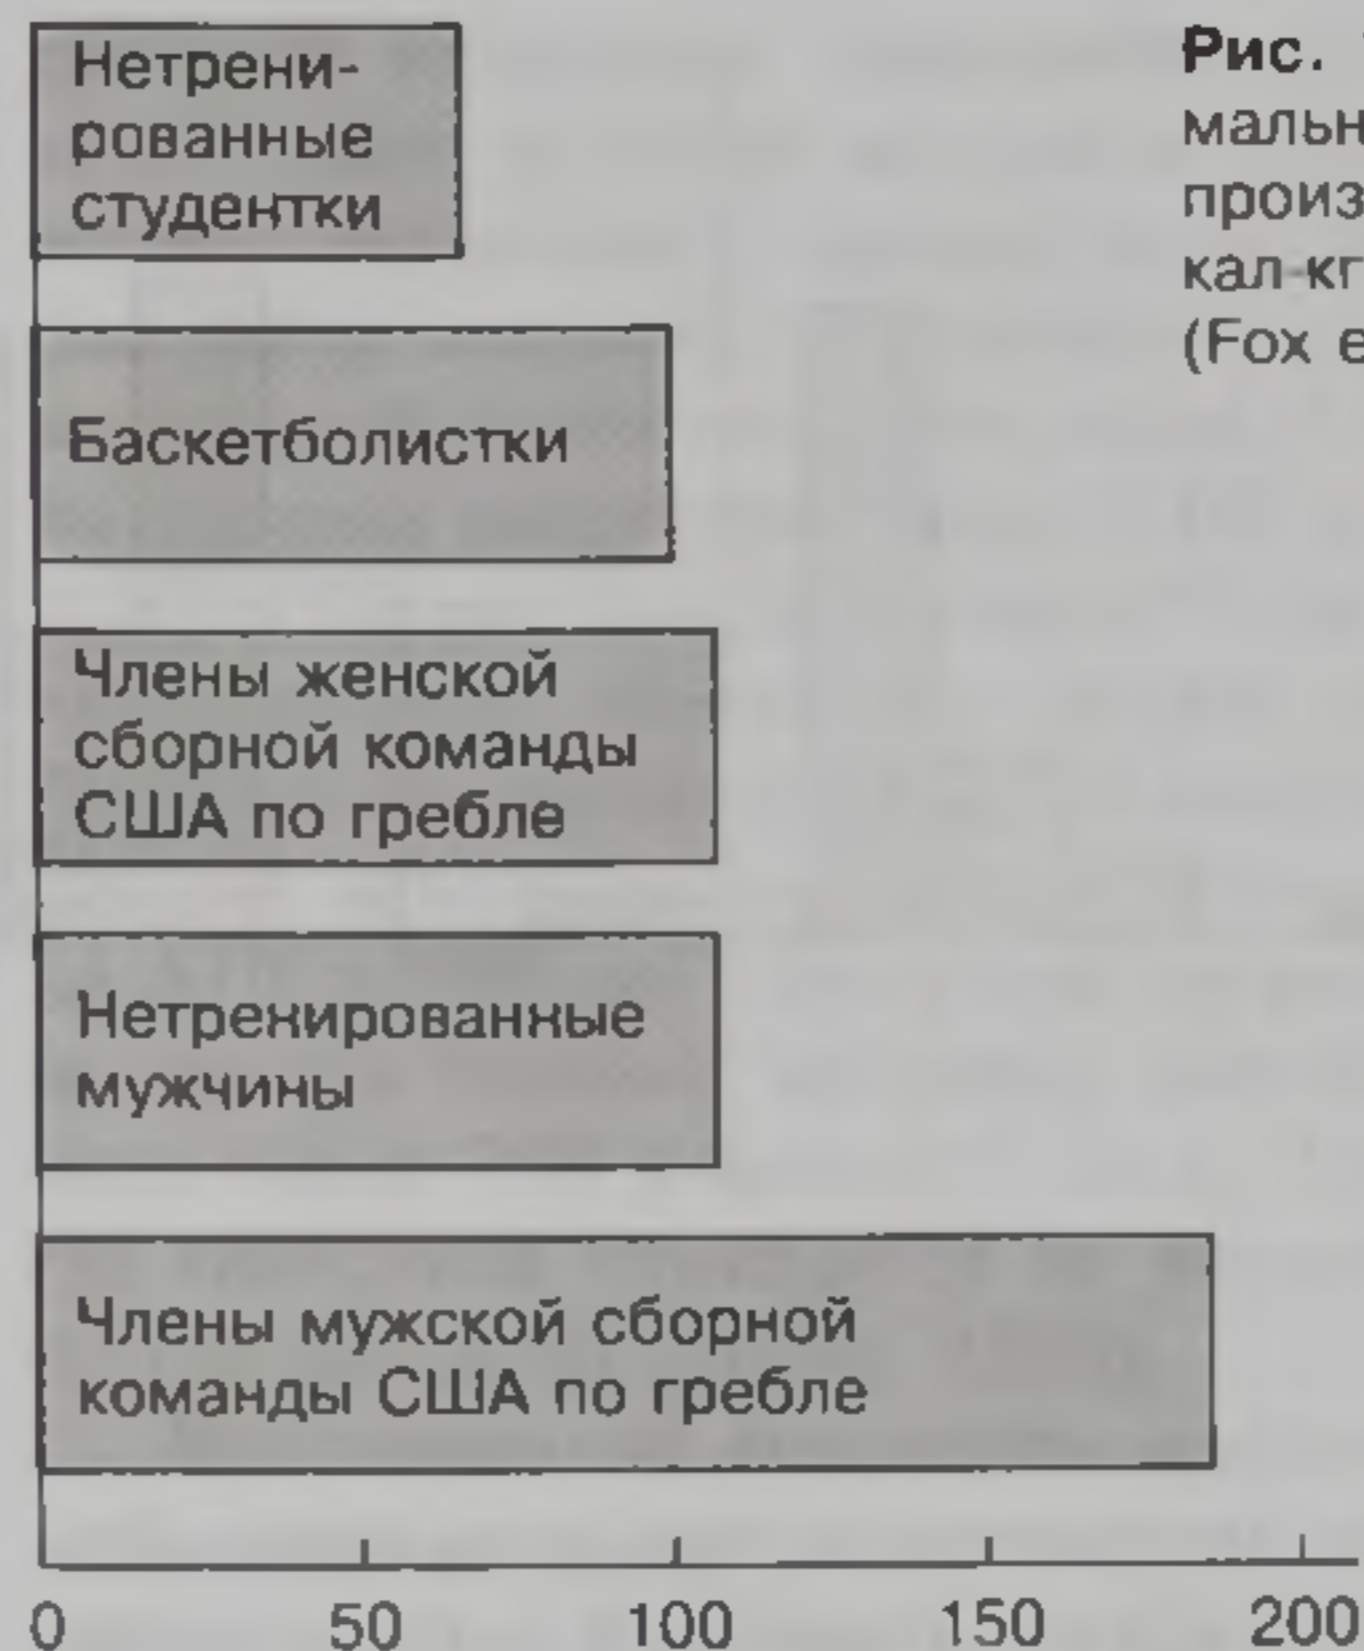 Нетрени-
рованные
студентки
Баскетболистки
Члены женской
сборной команды
США по гребле
Нетренированные
мужчины
Члены мужской сборной
команды США по гребле
0 50 100 150 200
Рис.
мальн
произ
кал-кг
(Fox e